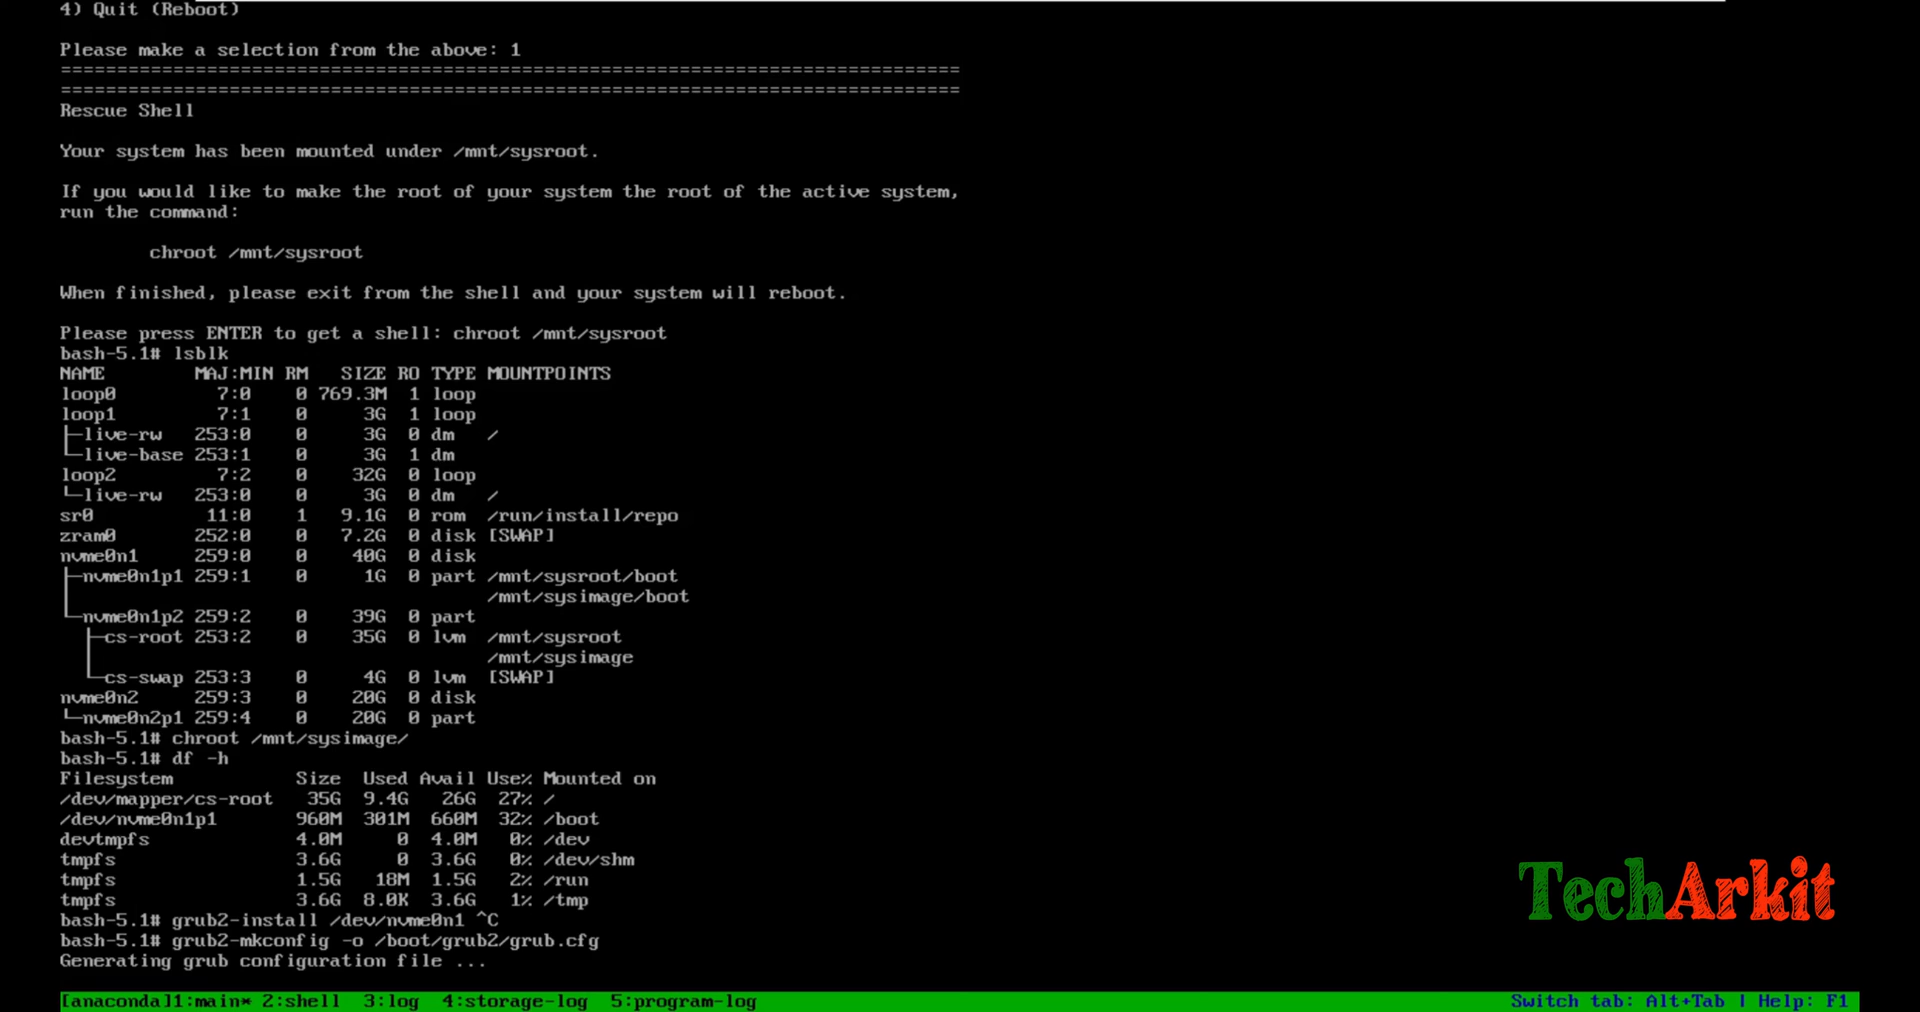 4) Quit (Reboot)
Please make a selection from the above: 1
================================================================================
================================================================================
Rescue Shell
Your system has been mounted under /mnt/sysroot.
If you would like to make the root of your system the root of the active system,
run the command:
chroot /mnt/sysroot
When finished, please exit from the shell and your system will reboot.
Please press ENTER to get a shell: chroot /mnt/sysroot
bash-5.1# lsblk
NAME        MAJ:MIN RM   SIZE RO TYPE MOUNTPOINTS
loop0         7:0    0 769.3M  1 loop
loop1         7:1    0     3G  1 loop
├─live-rw   253:0    0     3G  0 dm   /
└─live-base 253:1    0     3G  1 dm
loop2         7:2    0    32G  0 loop
└─live-rw   253:0    0     3G  0 dm   /
sr0          11:0    1   9.1G  0 rom  /run/install/repo
zram0       252:0    0   7.2G  0 disk [SWAP]
nvme0n1     259:0    0    40G  0 disk
├─nvme0n1p1 259:1    0     1G  0 part /mnt/sysroot/boot
│                                     /mnt/sysimage/boot
└─nvme0n1p2 259:2    0    39G  0 part
  ├─cs-root 253:2    0    35G  0 lvm  /mnt/sysroot
  │                                   /mnt/sysimage
  └─cs-swap 253:3    0     4G  0 lvm  [SWAP]
nvme0n2     259:3    0    20G  0 disk
└─nvme0n2p1 259:4    0    20G  0 part
bash-5.1# chroot /mnt/sysimage/
bash-5.1# df -h
Filesystem           Size  Used Avail Use% Mounted on
/dev/mapper/cs-root   35G  9.4G   26G  27% /
/dev/nvme0n1p1       960M  301M  660M  32% /boot
devtmpfs             4.0M     0  4.0M   0% /dev
tmpfs                3.6G     0  3.6G   0% /dev/shm
tmpfs                1.5G   18M  1.5G   2% /run
tmpfs                3.6G  8.0K  3.6G   1% /tmp
bash-5.1# grub2-install /dev/nvme0n1 ^C
bash-5.1# grub2-mkconfig -o /boot/grub2/grub.cfg
Generating grub configuration file ...
TechArkit
[anaconda]1:main* 2:shell  3:log  4:storage-log  5:program-log Switch tab: Alt+Tab | Help: F1